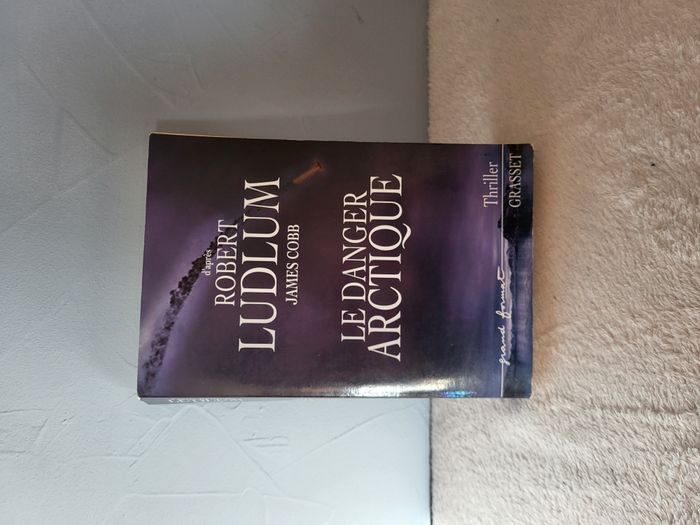 d'après
ROBERT
LUDLUM
JAMES COBB
LE DANGER
ARCTIQUE
Thriller
grand format
GRASSET